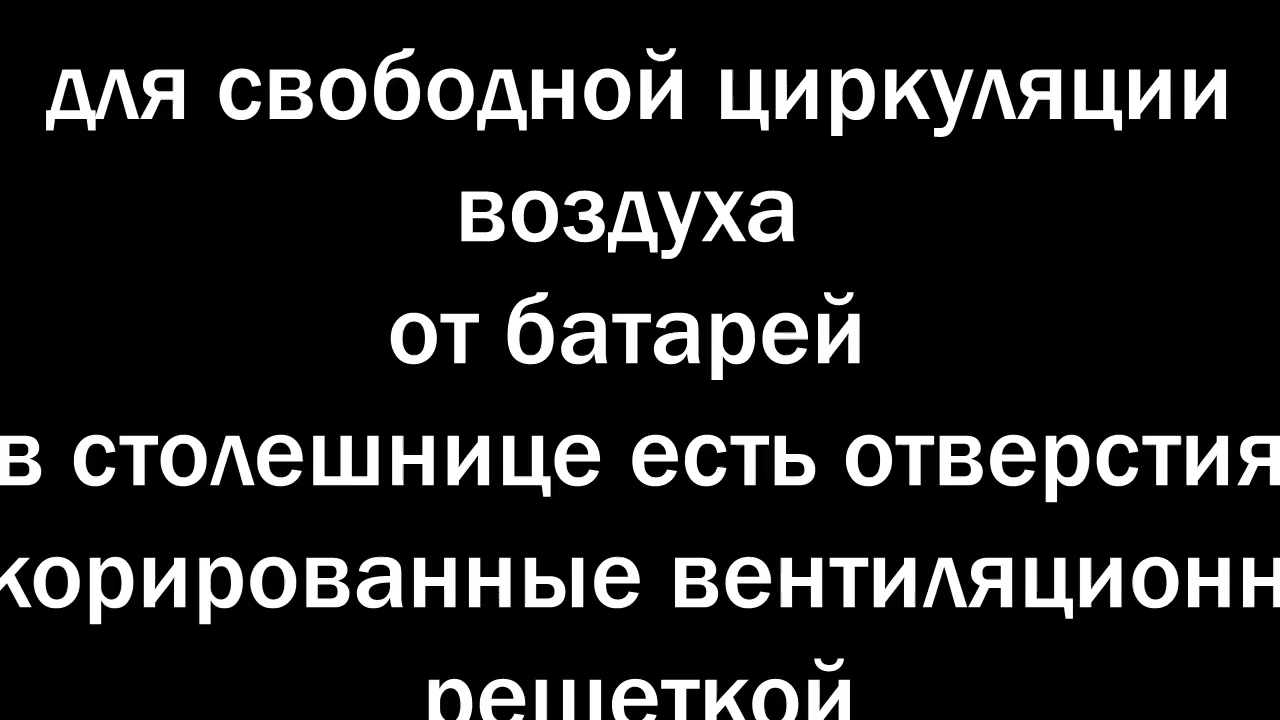 для свободной циркуляции
воздуха
от батарей
в столешнице есть отверстия
корированные вентиляционн
решеткой